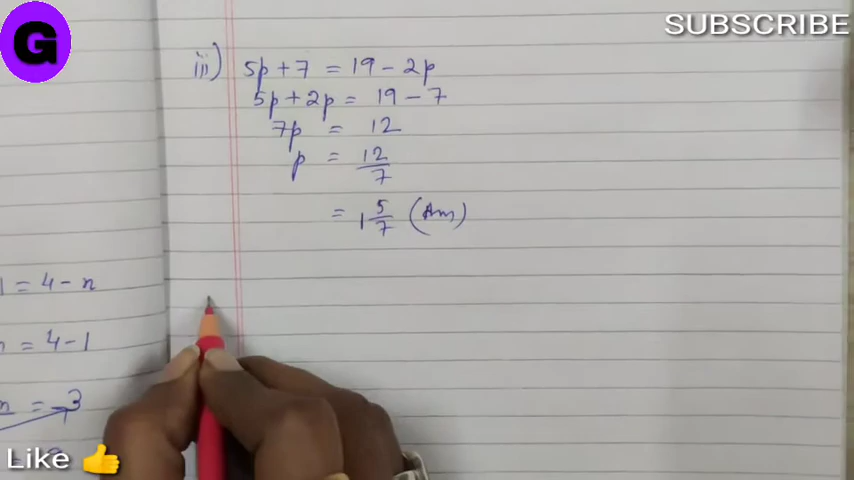 G
SUBSCRIBE
iii) 5p + 7 = 19 - 2p
5p + 2p = 19 - 7
7p = 12
p = 12/7
= 1 5/7 (Ans)
1 = 4 - n
n = 4 - 1
n = 3
Like 👍